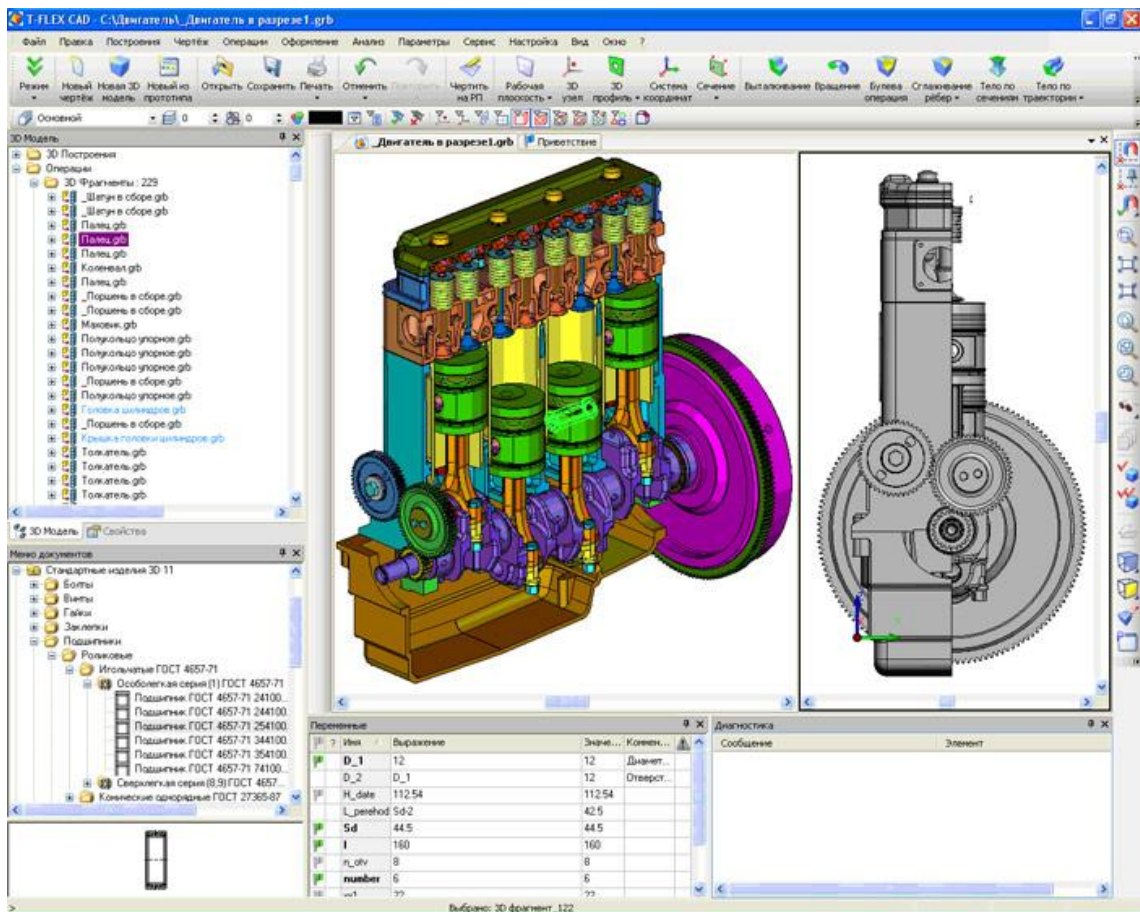 T-FLEX CAD - C:\Двигатель\_Двигатель в разрезе1.grb
Файл Правка Построения Чертёж Операции Оформление Анализ Параметры Сервис Настройка Вид Окно ?
Режим Новый чертёж Новая 3D модель Новый из прототипа Открыть Сохранить Печать Отменить Повторить Чертить на РП Рабочая плоскость 3D узел 3D профиль Система координат Сечение Выталкивание Вращение Булева операция Сглаживание рёбер Тело по сечениям Тело по траектории
Основной 0 0
3D Модель
_Двигатель в разрезе1.grb Приветствие
3D Построения
Операции
3D Фрагменты : 229
_Шатун в сборе.grb
_Шатун в сборе.grb
Палец.grb
Палец.grb
Палец.grb
Коленвал.grb
Палец.grb
_Поршень в сборе.grb
_Поршень в сборе.grb
Маховик.grb
Полукольцо упорное.grb
Полукольцо упорное.grb
Полукольцо упорное.grb
_Поршень в сборе.grb
Полукольцо упорное.grb
Головка цилиндров.grb
_Поршень в сборе.grb
Крышка головки цилиндров.grb
Толкатель.grb
Толкатель.grb
Толкатель.grb
Толкатель.grb
3D Модель Свойства
Меню документов
Стандартные изделия 3D 11
Болты
Винты
Гайки
Заклепки
Подшипники
Роликовые
Игольчатые ГОСТ 4657-71
Особолегкая серия (1) ГОСТ 4657-71
Подшипник ГОСТ 4657-71 24100...
Подшипник ГОСТ 4657-71 244100.
Подшипник ГОСТ 4657-71 254100.
Подшипник ГОСТ 4657-71 344100.
Подшипник ГОСТ 4657-71 354100.
Подшипник ГОСТ 4657-71 74100...
Сверхлегкая серия (8,9) ГОСТ 4657...
Конические однорядные ГОСТ 27365-87
Переменные
? Имя / Выражение Значе... Коммен...
D_1 12 12 Диамет...
D_2 D_1 12 Отверст...
H_date 112.54 112.54
L_perehod Sd-2 42.5
Sd 44.5 44.5
l 160 160
n_otv 8 8
number 6 6
22 22
Диагностика
Сообщение Элемент
> Выбрано: 3D фрагмент_122